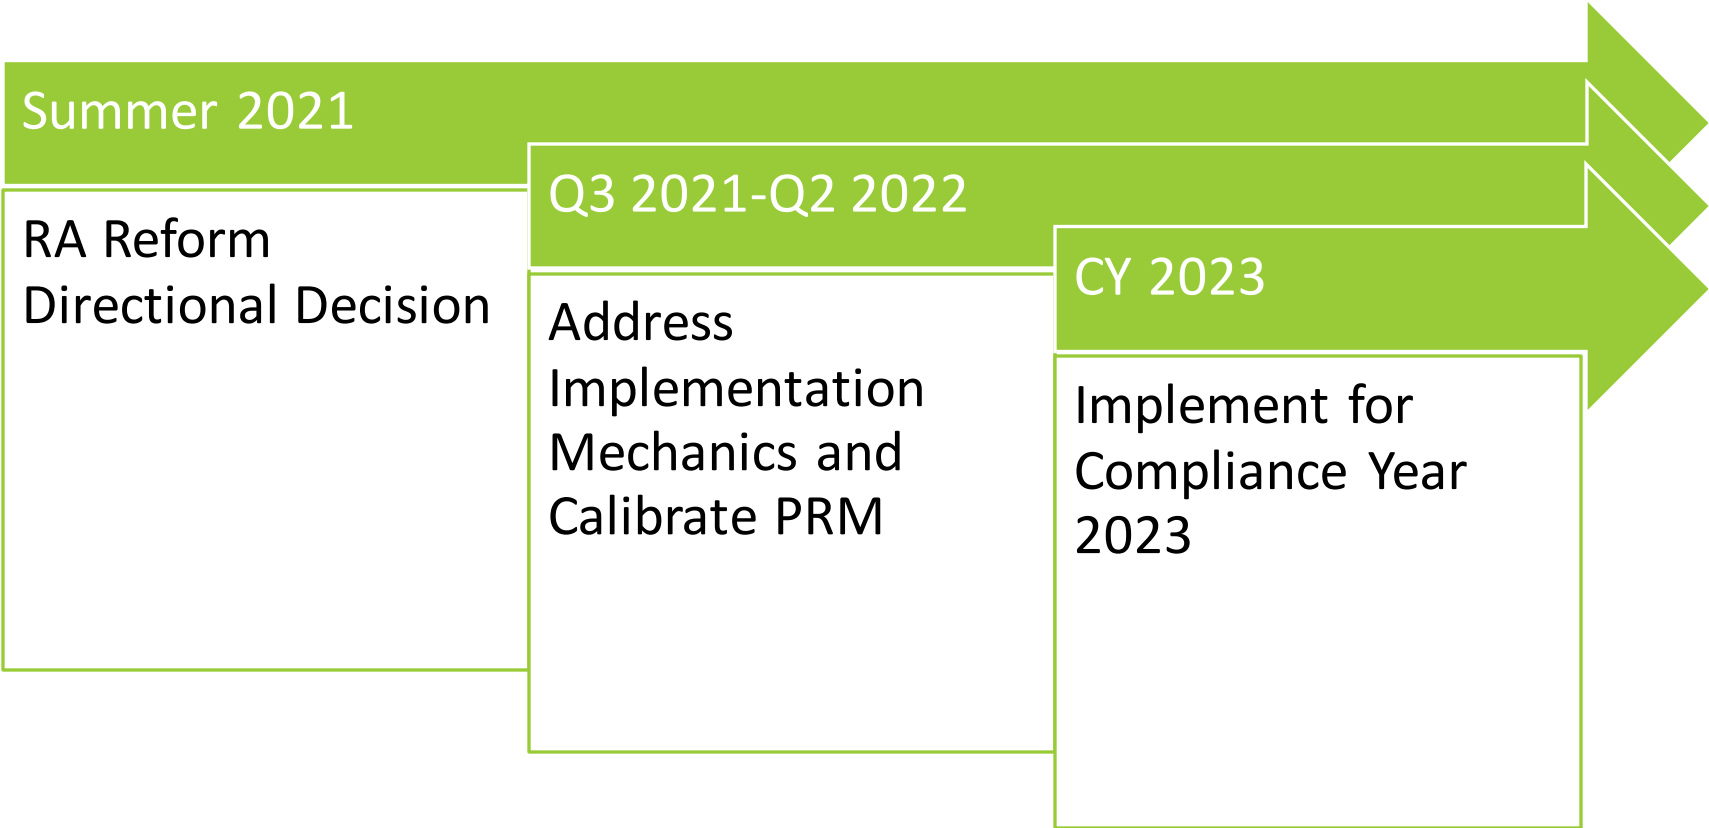 Summer 2021
RA Reform
Directional Decision
Q3 2021-Q2 2022
Address
Implementation
Mechanics and
Calibrate PRM
CY 2023
Implement for
Compliance Year
2023